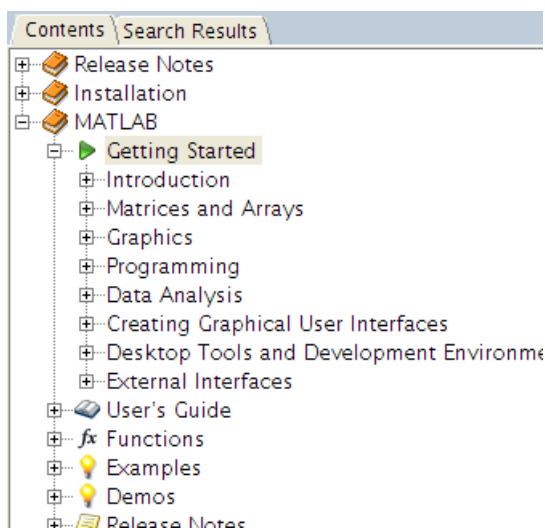 Contents Search Results
Release Notes
Installation
MATLAB
Getting Started
Introduction
Matrices and Arrays
Graphics
Programming
Data Analysis
Creating Graphical User Interfaces
Desktop Tools and Development Environme
External Interfaces
User's Guide
fx Functions
Examples
Demos
Release Notes